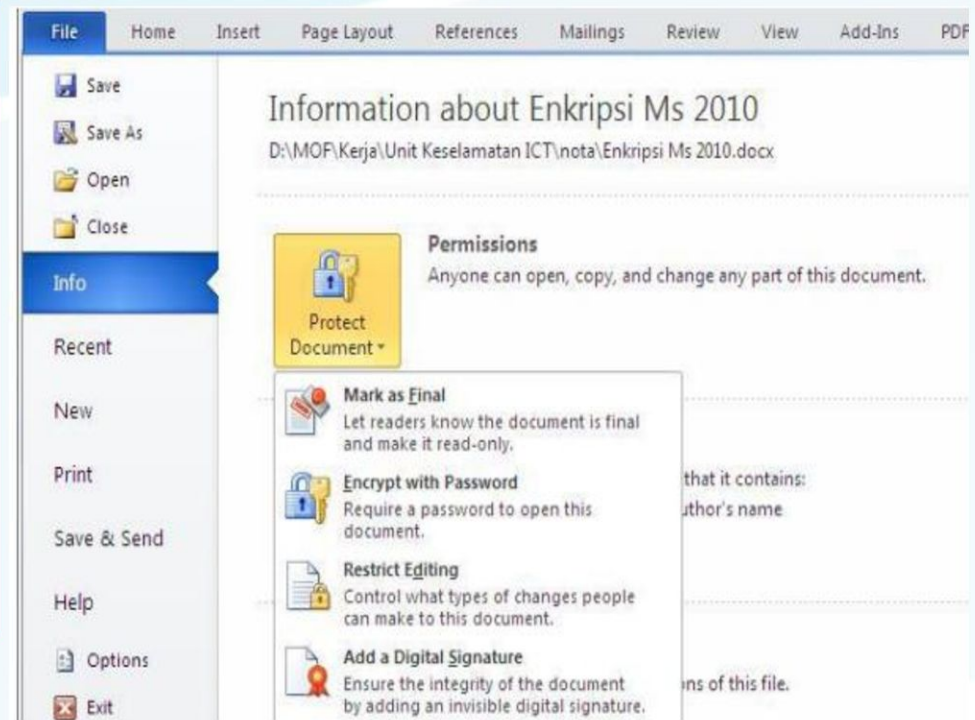 File Home Insert Page Layout References Mailings Review View Add-Ins PDF
Save
Save As
Open
Close
Info
Recent
New
Print
Save & Send
Help
Options
Exit
Information about Enkripsi Ms 2010
D:\MOF\Kerja\Unit Keselamatan ICT\nota\Enkripsi Ms 2010.docx
Protect
Document
Permissions
Anyone can open, copy, and change any part of this document.
Mark as Final
Let readers know the document is final
and make it read-only.
Encrypt with Password
Require a password to open this
document.
Restrict Editing
Control what types of changes people
can make to this document.
Add a Digital Signature
Ensure the integrity of the document
by adding an invisible digital signature.
that it contains:
name
of this file.